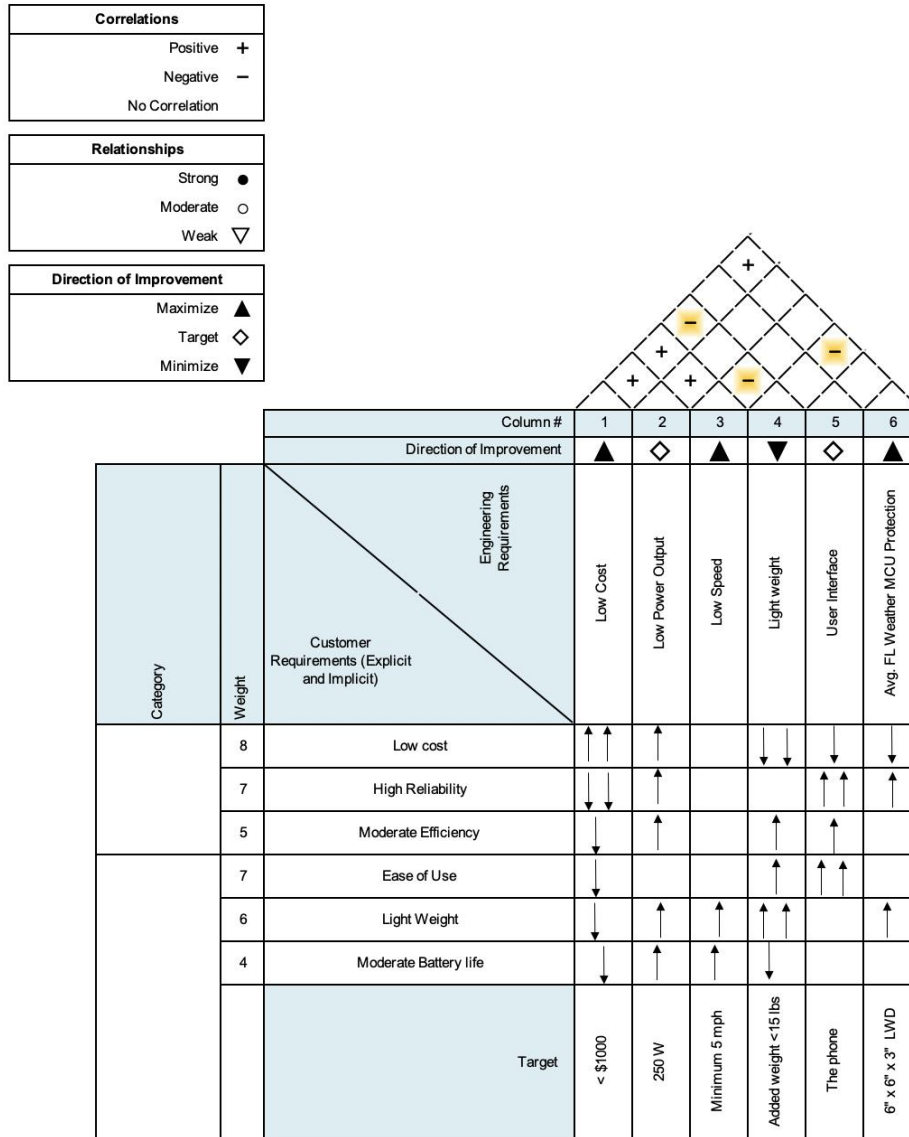 Correlations
Positive +
Negative −
No Correlation
Relationships
Strong ●
Moderate ○
Weak ▽
Direction of Improvement
Maximize ▲
Target ◇
Minimize ▼
+
−
+ −
+ + −
Column # 1 2 3 4 5 6
Direction of Improvement ▲ ◇ ▲ ▼ ◇ ▲
Category
Weight
Engineering
Requirements
Customer
Requirements (Explicit
and Implicit)
Low Cost
Low Power Output
Low Speed
Light weight
User Interface
Avg. FL Weather MCU Protection
8 Low cost ↑↑ ↑ ↓↓ ↓ ↓
7 High Reliability ↓↓ ↑ ↑↑ ↑
5 Moderate Efficiency ↓ ↑ ↑ ↑
7 Ease of Use ↓ ↑ ↑↑
6 Light Weight ↓ ↑ ↑ ↑↑ ↑
4 Moderate Battery life ↓ ↑ ↑ ↓
Target
< $1000
250 W
Minimum 5 mph
Added weight <15 lbs
The phone
6" x 6" x 3" LWD